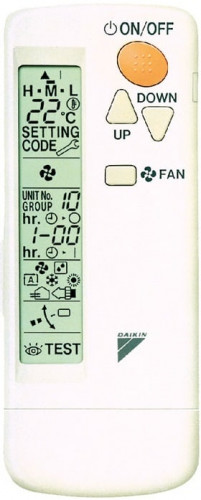 ON/OFF
H·M·L
22°C
SETTING
CODE
DOWN
UP
FAN
UNIT No.
GROUP 10
hr.
1-00
hr.
A
TEST
DAIKIN